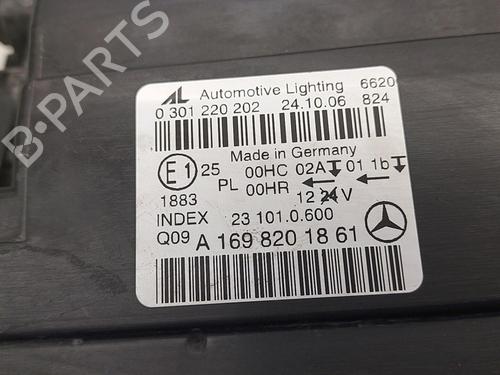 AL Automotive Lighting 6620
0 301 220 202 24.10.06 824
Made in Germany
E1 25 00HC 02A 01 1b
PL 00HR
1883 12 24 V
INDEX 23 101.0.600
Q09 A 169 820 18 61
B-PARTS